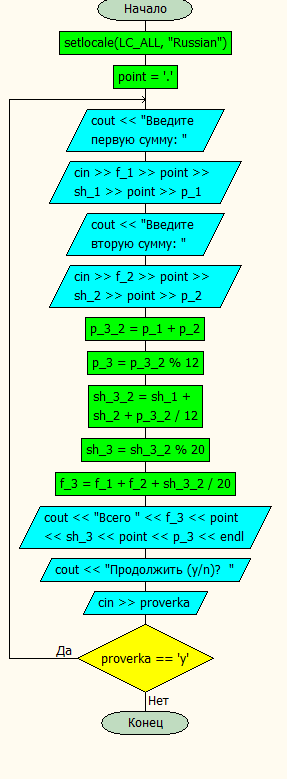 Начало
setlocale(LC_ALL, "Russian")
point = '.'
cout << "Введите
первую сумму: "
cin >> f_1 >> point >>
sh_1 >> point >> p_1
cout << "Введите
вторую сумму: "
cin >> f_2 >> point >>
sh_2 >> point >> p_2
p_3_2 = p_1 + p_2
p_3 = p_3_2 % 12
sh_3_2 = sh_1 +
sh_2 + p_3_2 / 12
sh_3 = sh_3_2 % 20
f_3 = f_1 + f_2 + sh_3_2 / 20
cout << "Всего " << f_3 << point
<< sh_3 << point << p_3 << endl
cout << "Продолжить (y/n)?  "
cin >> proverka
Да
proverka == 'y'
Нет
Конец